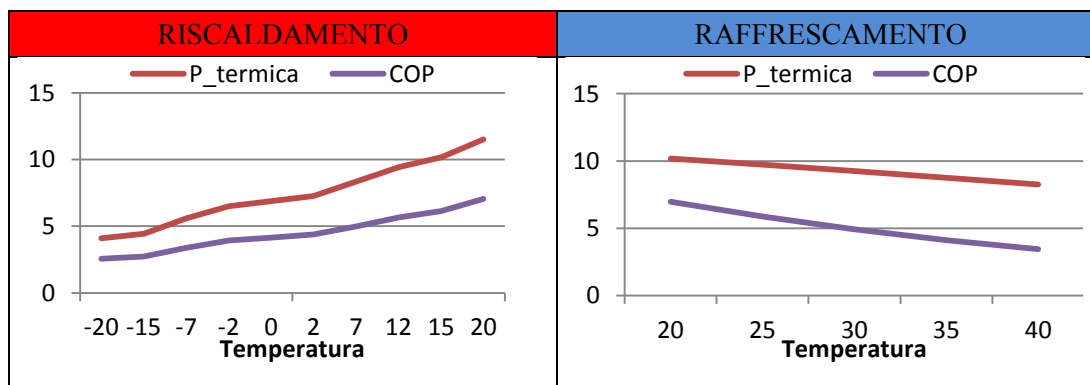 RISCALDAMENTO
P_termica COP
15
10
5
0
-20 -15 -7 -2 0 2 7 12 15 20
Temperatura
RAFFRESCAMENTO
P_termica COP
15
10
5
0
20 25 30 35 40
Temperatura